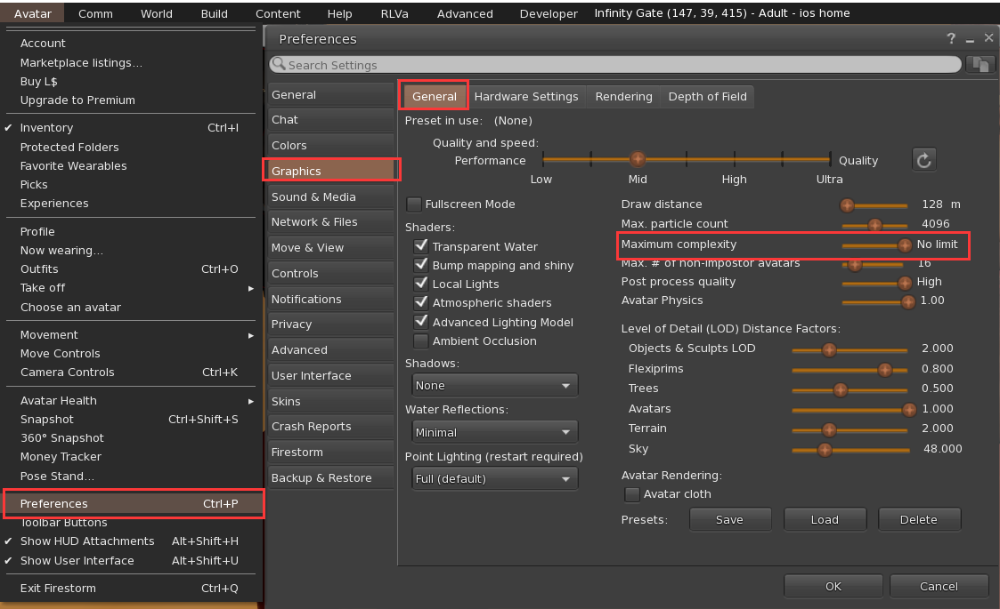 Avatar Comm World Build Content Help RLVa Advanced Developer Infinity Gate (147, 39, 415) - Adult - ios home
Account
Marketplace listings...
Buy L$
Upgrade to Premium
✔ Inventory Ctrl+I
Protected Folders
Favorite Wearables
Picks
Experiences
Profile
Now wearing...
Outfits Ctrl+O
Take off ▸
Choose an avatar
Movement ▸
Move Controls
Camera Controls Ctrl+K
Avatar Health ▸
Snapshot Ctrl+Shift+S
360° Snapshot
Money Tracker
Pose Stand...
Preferences Ctrl+P
Toolbar Buttons
✔ Show HUD Attachments Alt+Shift+H
✔ Show User Interface Alt+Shift+U
Exit Firestorm Ctrl+Q
Preferences ?
Search Settings
General
Chat
Colors
Graphics
Sound & Media
Network & Files
Move & View
Controls
Notifications
Privacy
Advanced
User Interface
Skins
Crash Reports
Firestorm
Backup & Restore
General Hardware Settings Rendering Depth of Field
Preset in use: (None)
Quality and speed:
Performance Quality
Low Mid High Ultra
Fullscreen Mode
Shaders:
Transparent Water
Bump mapping and shiny
Local Lights
Atmospheric shaders
Advanced Lighting Model
Ambient Occlusion
Shadows:
None
Water Reflections:
Minimal
Point Lighting (restart required)
Full (default)
Draw distance 128 m
Max. particle count 4096
Maximum complexity No limit
Max. # of non-impostor avatars 16
Post process quality High
Avatar Physics 1.00
Level of Detail (LOD) Distance Factors:
Objects & Sculpts LOD 2.000
Flexiprims 0.800
Trees 0.500
Avatars 1.000
Terrain 2.000
Sky 48.000
Avatar Rendering:
Avatar cloth
Presets: Save Load Delete
OK Cancel